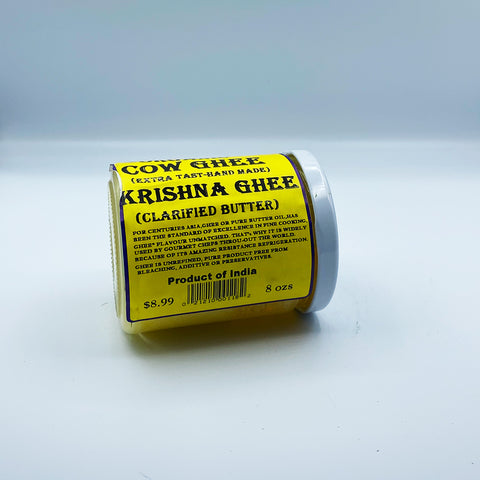 COW GHEE
(EXTRA TAST-HAND MADE)
KRISHNA GHEE
(CLARIFIED BUTTER)
FOR CENTURIES ASIA,GHEE OR PURE BUTTER OIL,HAS
BEEN THE STANDARD OF EXCELLENCE IN FINE COOKING,
GHEE" FLAVOUR UNMATCHED. THAT'S WHY IT IS WIDELY
USED BY GOURMET CHEFS THROU-OUT THE WORLD.
BECAUSE OF ITS AMAZING RESISTANCE REFRIGERATION.
GHEE IS UNREFINED, PURE PRODUCT FREE FROM
BLEACHING, ADDITIVE OR PRESERVATIVES.
Product of India
$8.99
8 ozs